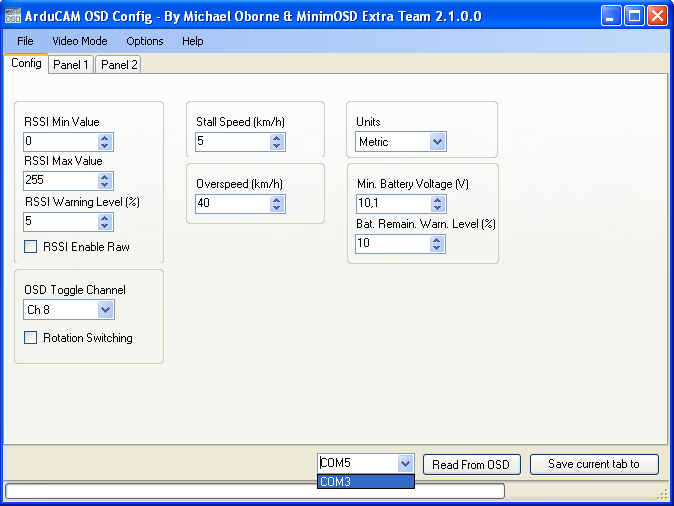 ArduCAM OSD Config - By Michael Oborne & MinimOSD Extra Team 2.1.0.0
File Video Mode Options Help
Config Panel 1 Panel 2
RSSI Min Value
0
RSSI Max Value
255
RSSI Warning Level (%)
5
RSSI Enable Raw
OSD Toggle Channel
Ch 8
Rotation Switching
Stall Speed (km/h)
5
Overspeed (km/h)
40
Units
Metric
Min. Battery Voltage (V)
10,1
Bat. Remain. Warn. Level (%)
10
COM5 Read From OSD Save current tab to
COM3